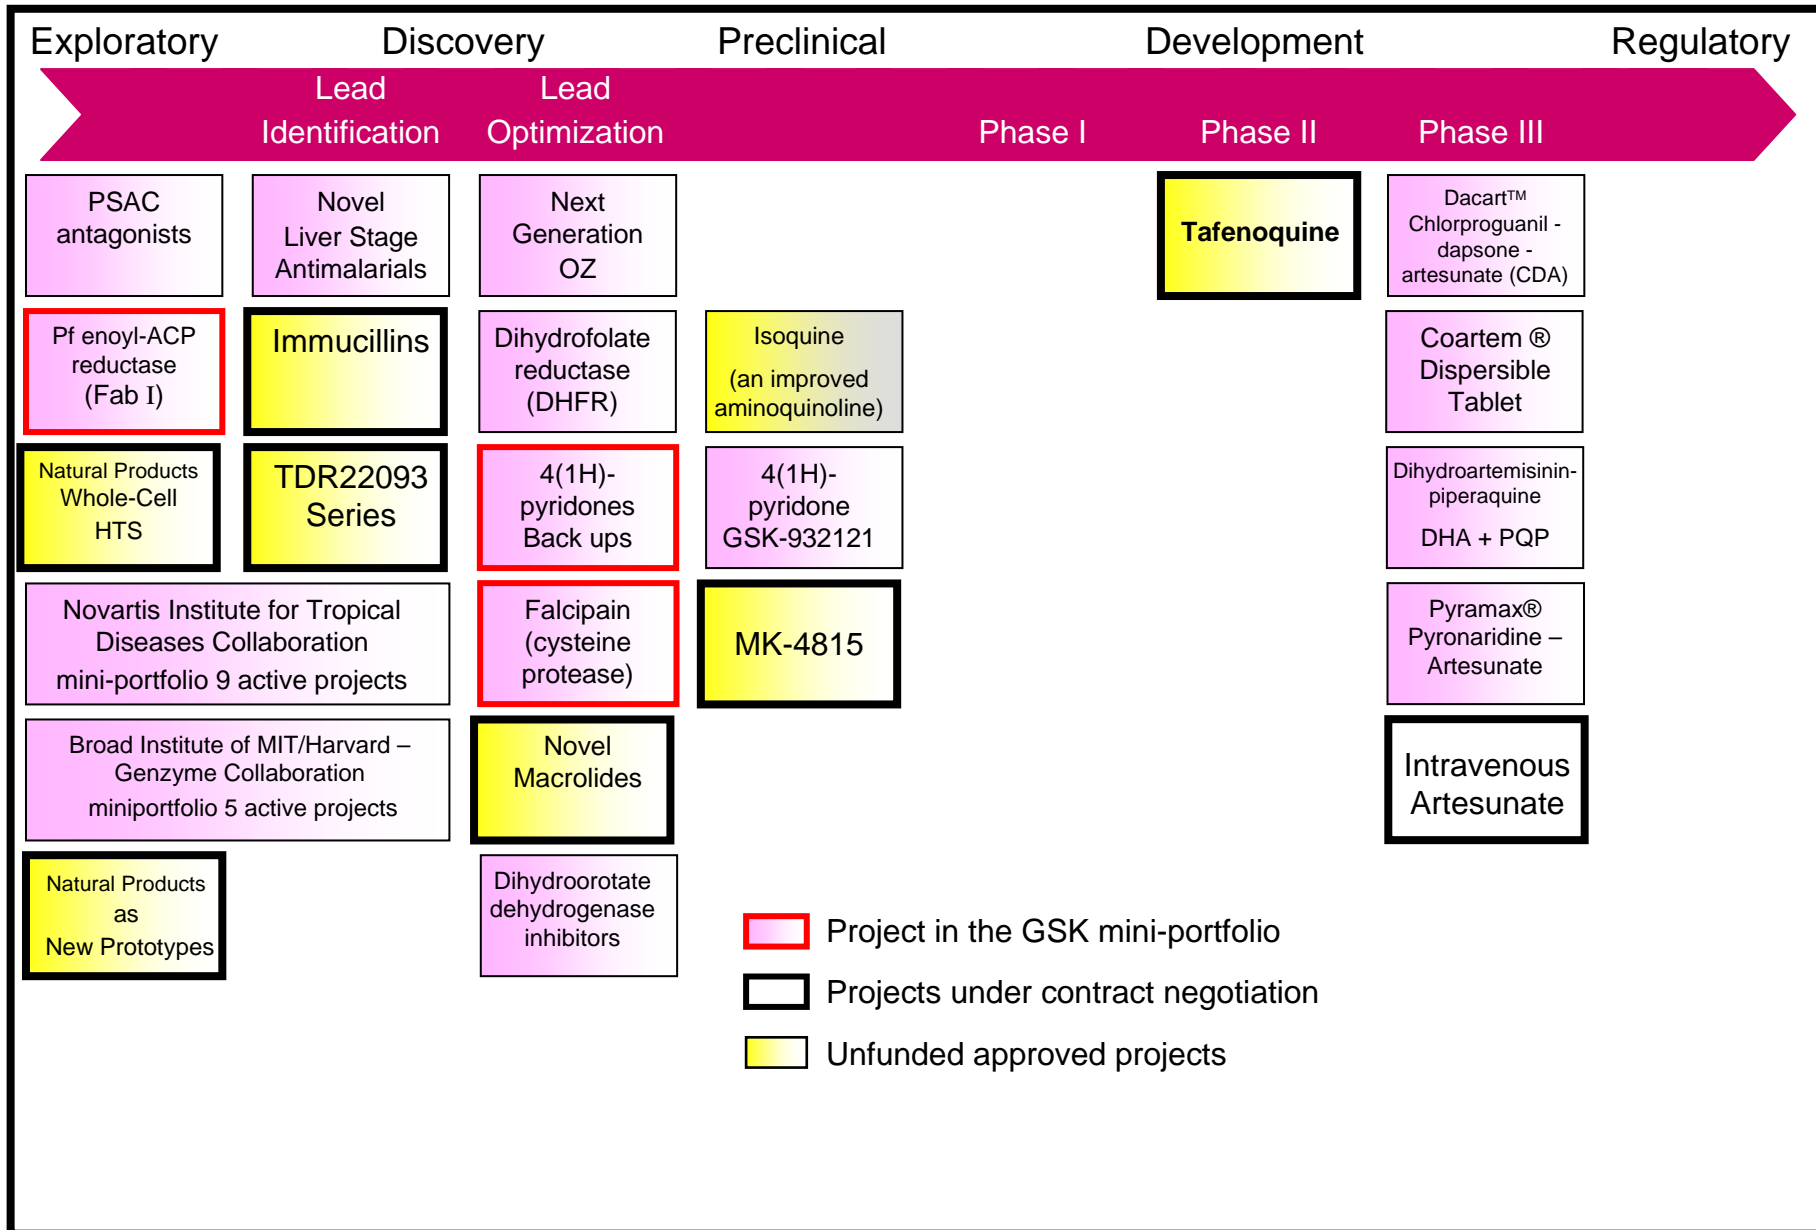 Exploratory
Discovery
Preclinical
Development
Regulatory
Lead
Identification
Lead
Optimization
Phase I
Phase II
Phase III
PSAC
antagonists
Novel
Liver Stage
Antimalarials
Next
Generation
OZ
Tafenoquine
Dacart™
Chlorproguanil -
dapsone -
artesunate (CDA)
Pf enoyl-ACP
reductase
(Fab I)
Immucillins
Dihydrofolate
reductase
(DHFR)
Isoquine
(an improved
aminoquinoline)
Coartem ®
Dispersible
Tablet
Natural Products
Whole-Cell
HTS
TDR22093
Series
4(1H)-
pyridones
Back ups
4(1H)-
pyridone
GSK-932121
Dihydroartemisinin-
piperaquine
DHA + PQP
Novartis Institute for Tropical
Diseases Collaboration
mini-portfolio 9 active projects
Falcipain
(cysteine
protease)
MK-4815
Pyramax®
Pyronaridine –
Artesunate
Broad Institute of MIT/Harvard –
Genzyme Collaboration
miniportfolio 5 active projects
Novel
Macrolides
Intravenous
Artesunate
Natural Products
as
New Prototypes
Dihydroorotate
dehydrogenase
inhibitors
Project in the GSK mini-portfolio
Projects under contract negotiation
Unfunded approved projects